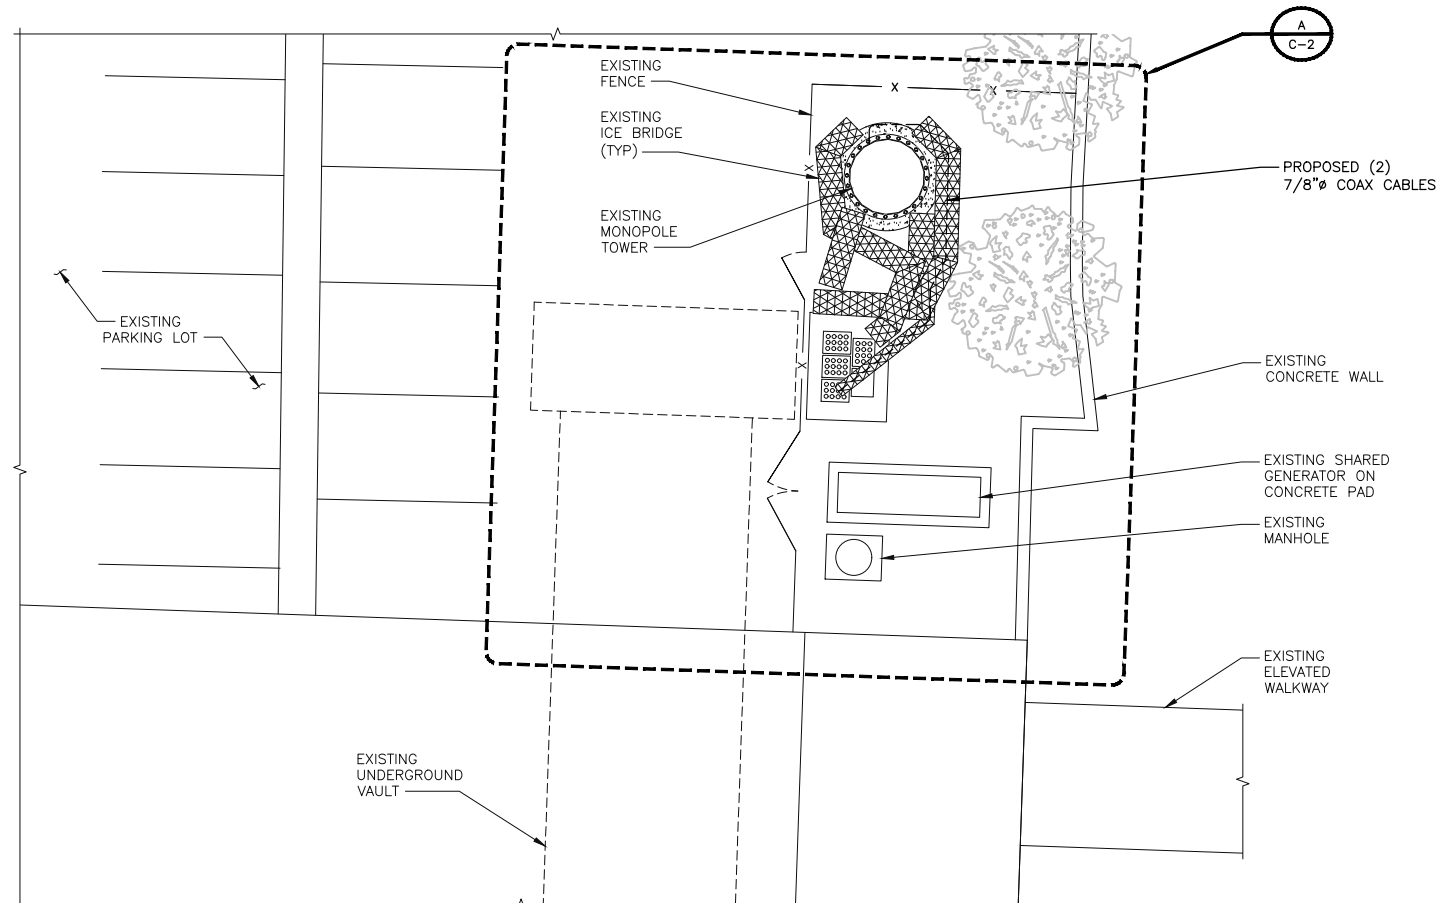 A
C-2
EXISTING
FENCE
X
X
EXISTING
ICE BRIDGE
(TYP)
X
PROPOSED (2)
7/8"ø COAX CABLES
EXISTING
MONOPOLE
TOWER
EXISTING
PARKING LOT
X
EXISTING
CONCRETE WALL
EXISTING SHARED
GENERATOR ON
CONCRETE PAD
EXISTING
MANHOLE
EXISTING
ELEVATED
WALKWAY
EXISTING
UNDERGROUND
VAULT